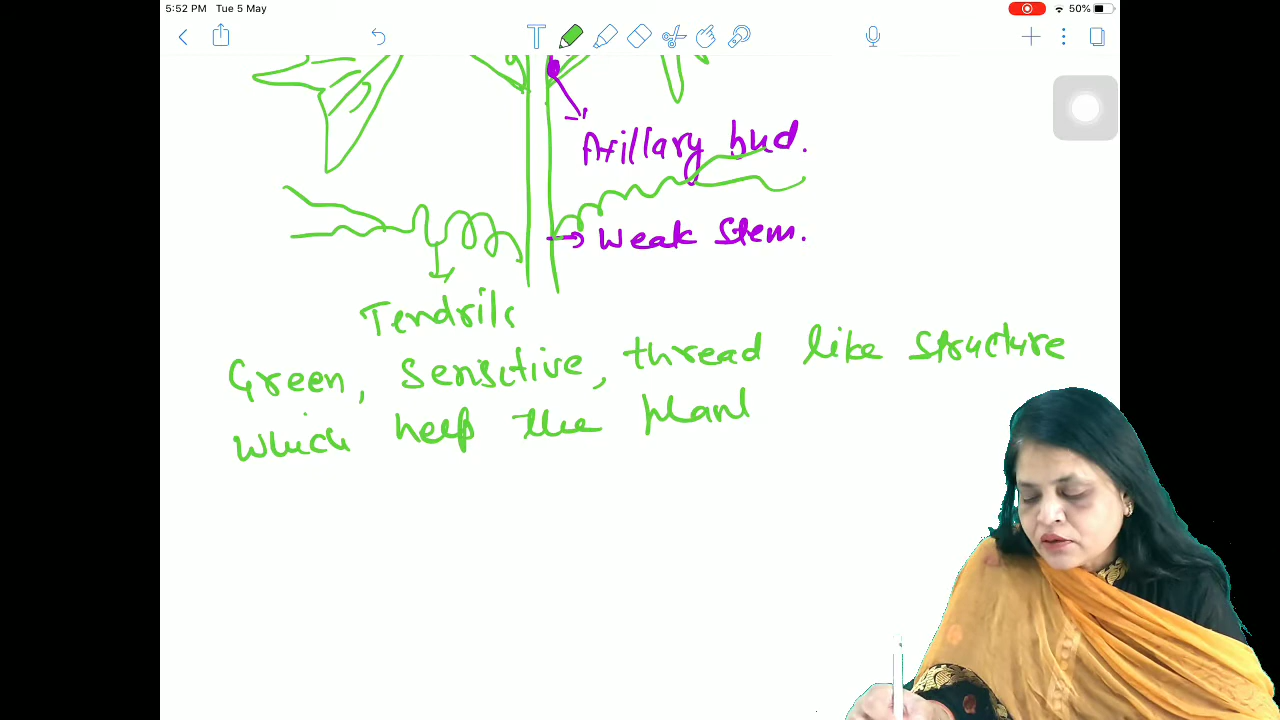 5:52 PM Tue 5 May
50%
Axillary bud.
Weak Stem.
Tendrils
Green, Sensitive, thread like structure
which help the plant